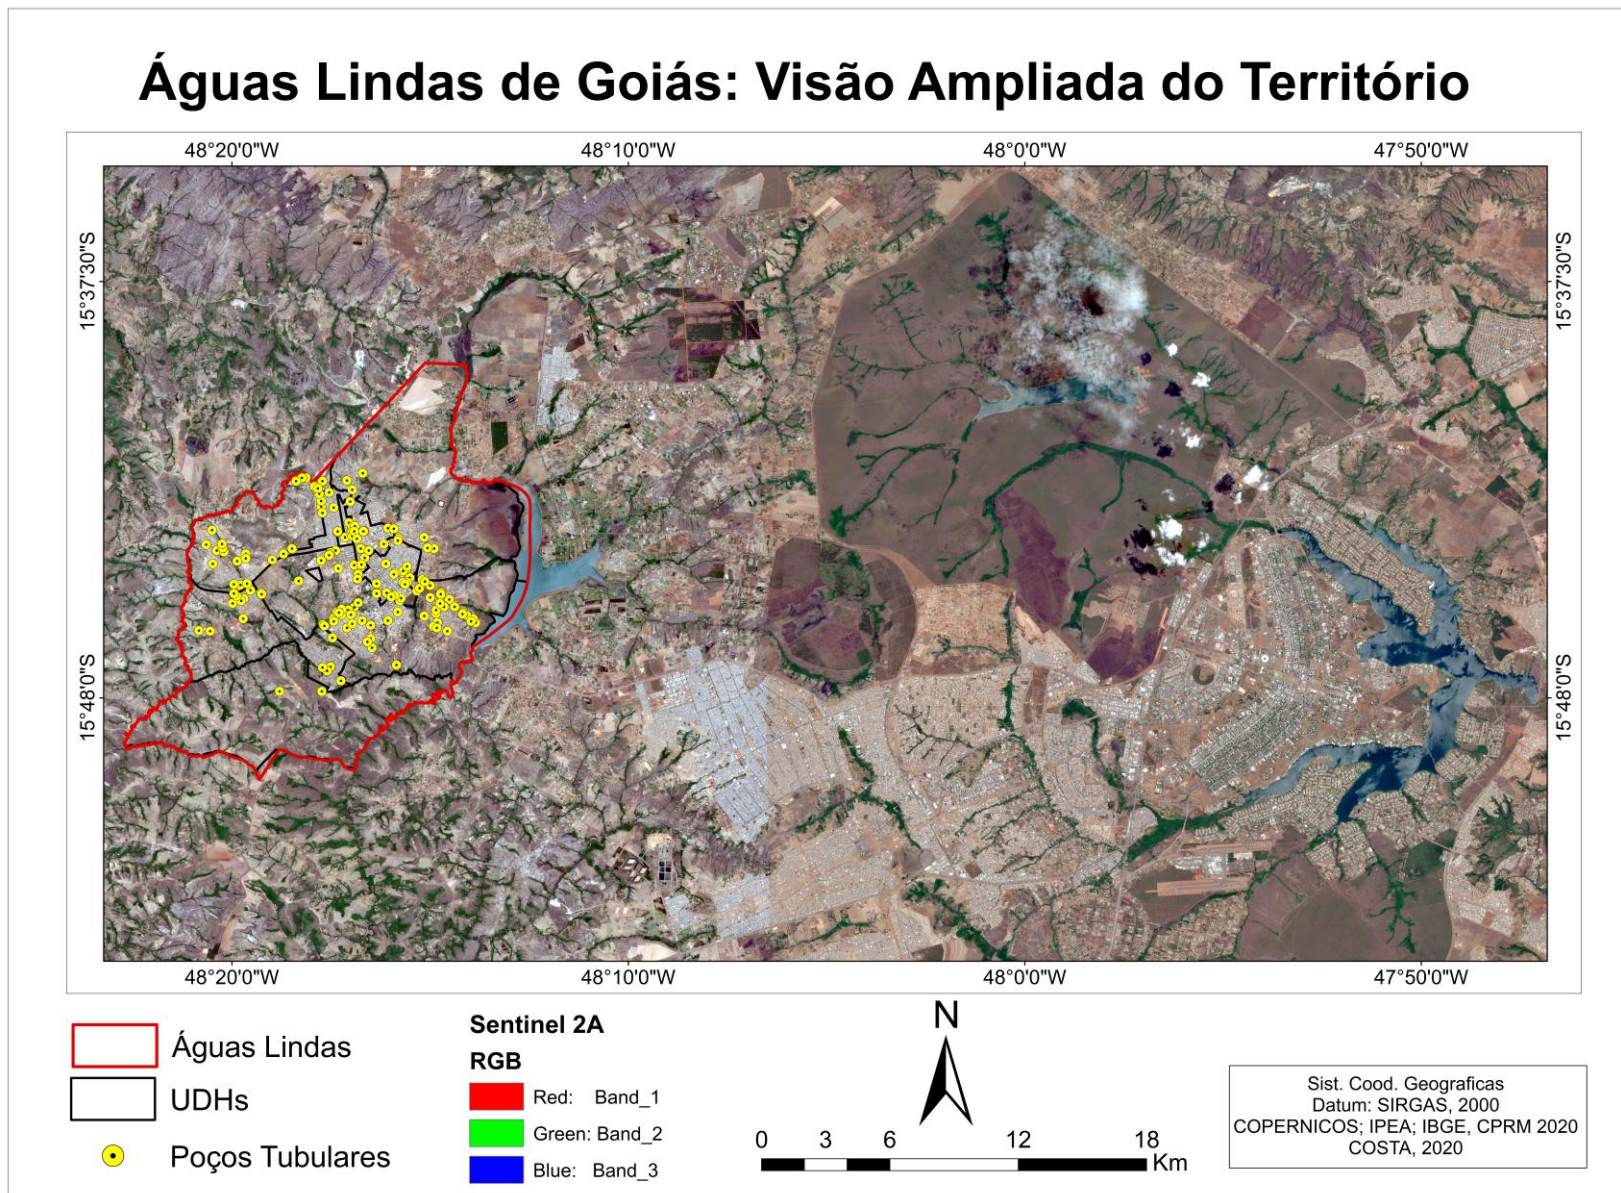 Águas Lindas de Goiás: Visão Ampliada do Território
48°20'0"W 48°10'0"W 48°0'0"W 47°50'0"W
15°37'30"S 15°37'30"S
15°48'0"S 15°48'0"S
48°20'0"W 48°10'0"W 48°0'0"W 47°50'0"W
Águas Lindas
UDHs
Poços Tubulares
Sentinel 2A
RGB
Red: Band_1
Green: Band_2
Blue: Band_3
N
0 3 6 12 18
Km
Sist. Cood. Geograficas
Datum: SIRGAS, 2000
COPERNICOS; IPEA; IBGE, CPRM 2020
COSTA, 2020